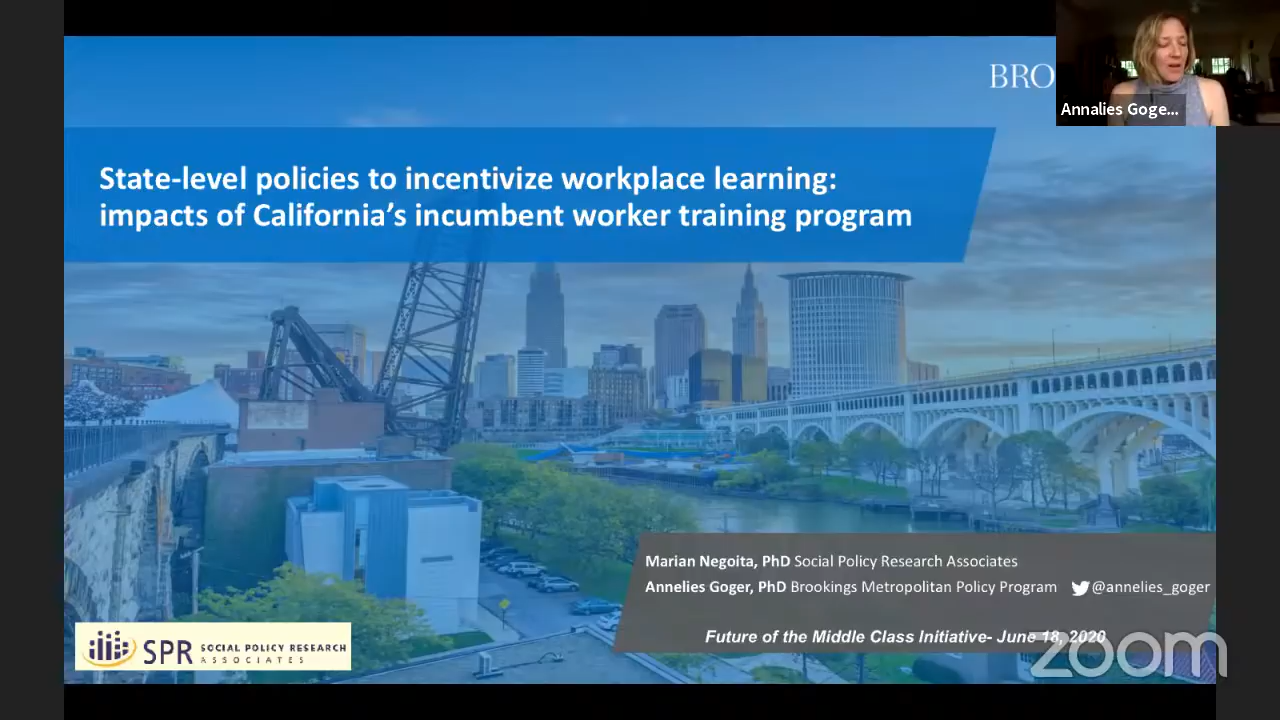 BRO
Annalies Goge...
State-level policies to incentivize workplace learning:
impacts of California's incumbent worker training program
Marian Negoita, PhD Social Policy Research Associates
Annelies Goger, PhD Brookings Metropolitan Policy Program @annelies_goger
Future of the Middle Class Initiative- June 18, 2020
SPR SOCIAL POLICY RESEARCH
ASSOCIATES
zoom